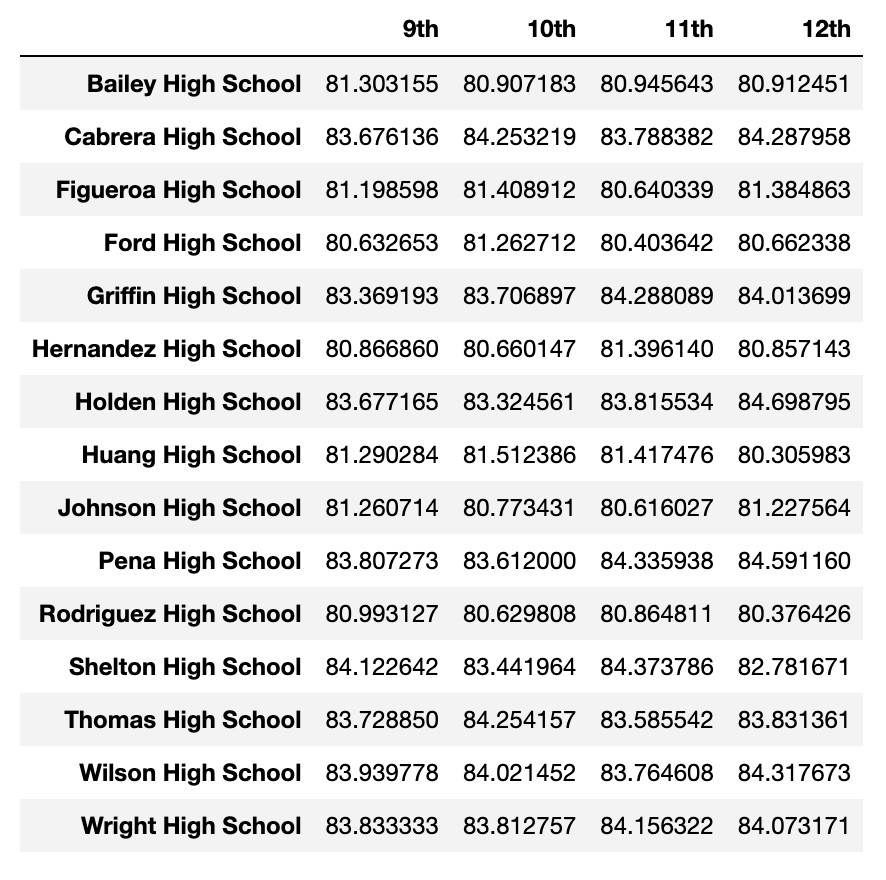 9th 10th 11th 12th
Bailey High School 81.303155 80.907183 80.945643 80.912451
Cabrera High School 83.676136 84.253219 83.788382 84.287958
Figueroa High School 81.198598 81.408912 80.640339 81.384863
Ford High School 80.632653 81.262712 80.403642 80.662338
Griffin High School 83.369193 83.706897 84.288089 84.013699
Hernandez High School 80.866860 80.660147 81.396140 80.857143
Holden High School 83.677165 83.324561 83.815534 84.698795
Huang High School 81.290284 81.512386 81.417476 80.305983
Johnson High School 81.260714 80.773431 80.616027 81.227564
Pena High School 83.807273 83.612000 84.335938 84.591160
Rodriguez High School 80.993127 80.629808 80.864811 80.376426
Shelton High School 84.122642 83.441964 84.373786 82.781671
Thomas High School 83.728850 84.254157 83.585542 83.831361
Wilson High School 83.939778 84.021452 83.764608 84.317673
Wright High School 83.833333 83.812757 84.156322 84.073171